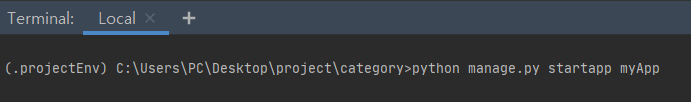 Terminal: Local × +
(.projectEnv) C:\Users\PC\Desktop\project\category>python manage.py startapp myApp